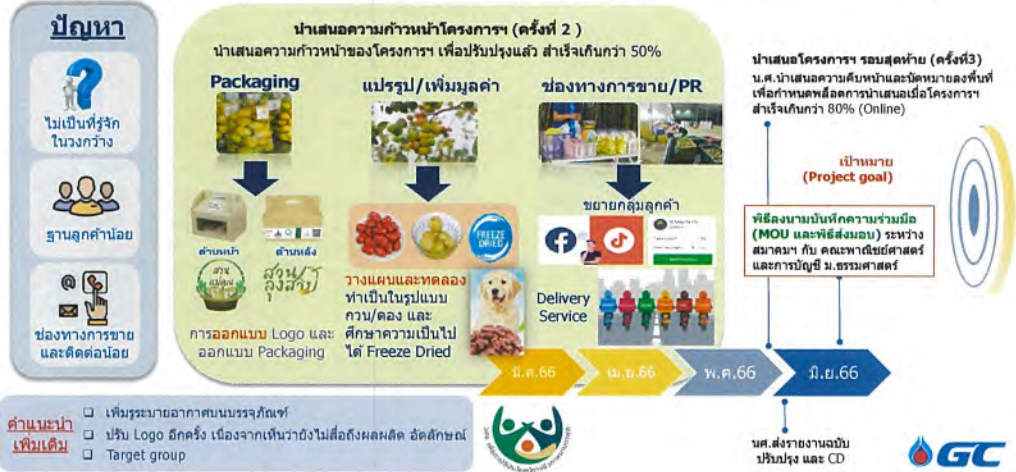 ปัญหา
ไม่เป็นที่รู้จัก
ในวงกว้าง
ฐานลูกค้าน้อย
ช่องทางการขาย
และติดต่อน้อย
นำเสนอความก้าวหน้าโครงการฯ (ครั้งที่ 2 )
นำเสนอความก้าวหน้าของโครงการฯ เพื่อปรับปรุงแล้ว สำเร็จเกินกว่า 50%
Packaging
ด้านหน้า
ด้านหลัง
สวน
ลุงสาป
การออกแบบ Logo และ
ออกแบบ Packaging
แปรรูป/เพิ่มมูลค่า
FREEZE
DRIED
วางแผนและทดลอง
ทำเป็นในรูปแบบ
กวน/ดอง และ
ศึกษาความเป็นไป
ได้ Freeze Dried
ช่องทางการขาย/PR
ขยายกลุ่มลูกค้า
Delivery
Service
นำเสนอโครงการฯ รอบสุดท้าย (ครั้งที่3)
น.ศ.นำเสนอความคืบหน้าและนัดหมายลงพื้นที่
เพื่อกำหนดพล็อตการนำเสนอเมื่อโครงการฯ
สำเร็จเกินกว่า 80% (Online)
เป้าหมาย
(Project goal)
พิธีลงนามบันทึกความร่วมมือ
(MOU และพิธีส่งมอบ) ระหว่าง
สมาคมฯ กับ คณะพาณิชย์ศาสตร์
และการบัญชี ม.ธรรมศาสตร์
มี.ค.66
เม.ย.66
พ.ค.66
มิ.ย.66
นศ.ส่งรายงานฉบับ
ปรับปรุง และ CD
คำแนะนำ
เพิ่มเติม
เพิ่มรูระบายอากาศบนบรรจุภัณฑ์
ปรับ Logo อีกครั้ง เนื่องจากเห็นว่ายังไม่สื่อถึงผลผลิต อัตลักษณ์
Target group
GC